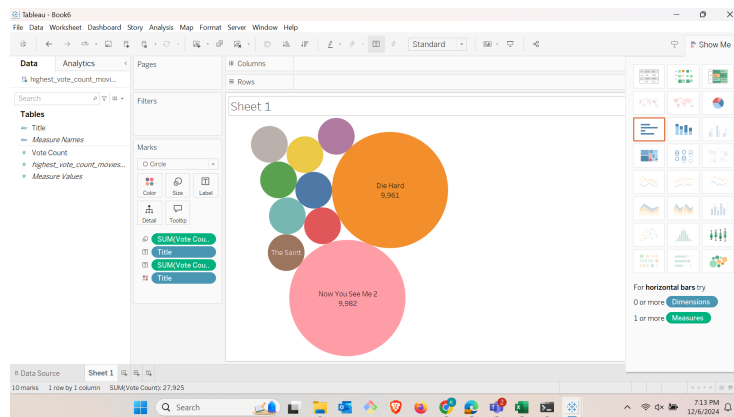 Tableau - Book6
File Data Worksheet Dashboard Story Analysis Map Format Server Window Help
Standard
Show Me
Data Analytics
highest_vote_count_movi...
Search
Tables
Title
Measure Names
Vote Count
highest_vote_count_movies...
Measure Values
Pages
Filters
Marks
Circle
Color Size Label
Detail Tooltip
SUM(Vote Cou..
Title
SUM(Vote Cou..
Title
Columns
Rows
Sheet 1
Die Hard
9,961
The Saint
Now You See Me 2
9,982
For horizontal bars try
0 or more Dimensions
1 or more Measures
Data Source Sheet 1
10 marks 1 row by 1 column SUM(Vote Count): 27,925
Search
7:13 PM
12/6/2024